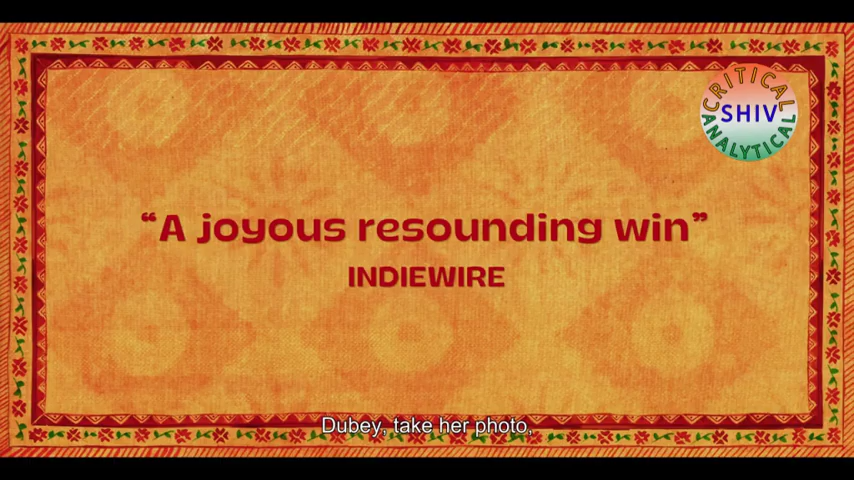 CRITICAL
SHIV
ANALYTICAL
“A joyous resounding win”
INDIEWIRE
Dubey, take her photo,